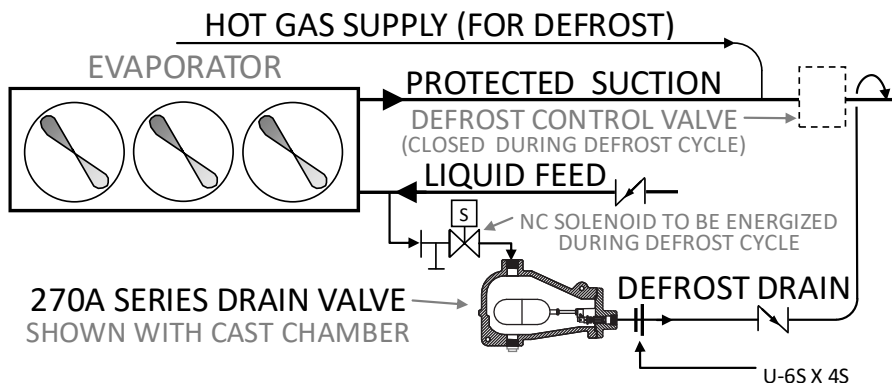 HOT GAS SUPPLY (FOR DEFROST)
EVAPORATOR
PROTECTED SUCTION
DEFROST CONTROL VALVE
(CLOSED DURING DEFROST CYCLE)
LIQUID FEED
S
NC SOLENOID TO BE ENERGIZED
DURING DEFROST CYCLE
270A SERIES DRAIN VALVE
SHOWN WITH CAST CHAMBER
DEFROST DRAIN
U-6S X 4S